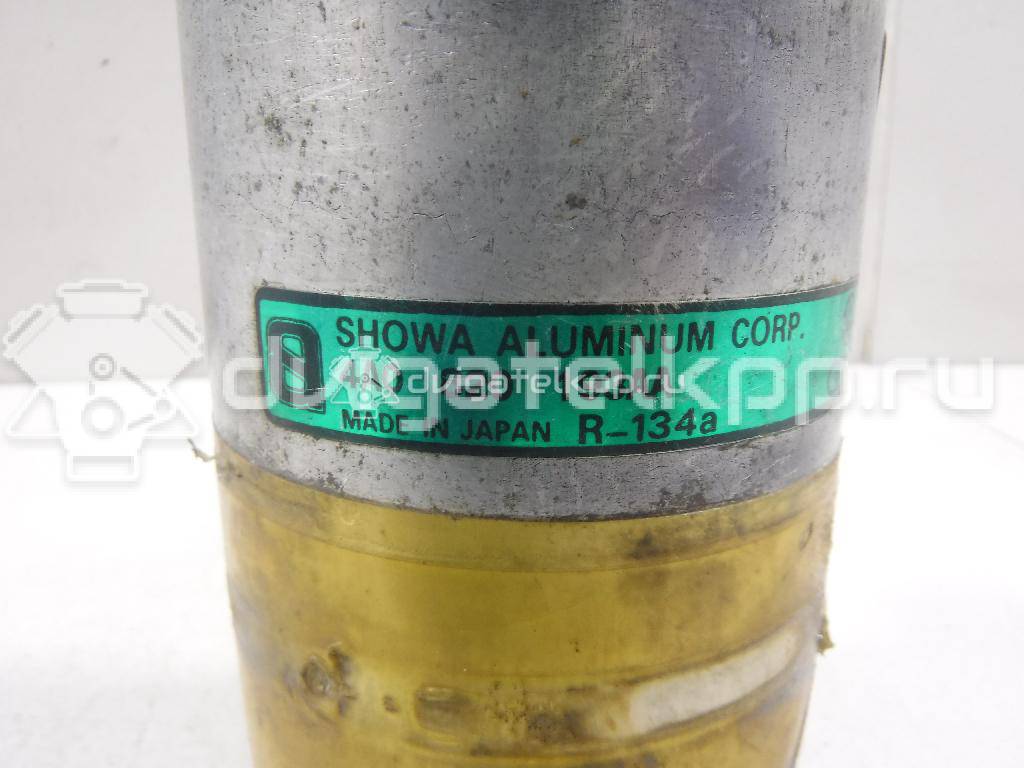 SHOWA ALUMINUM CORP.
MADE IN JAPAN R-134a
dvigatelkpp.ru